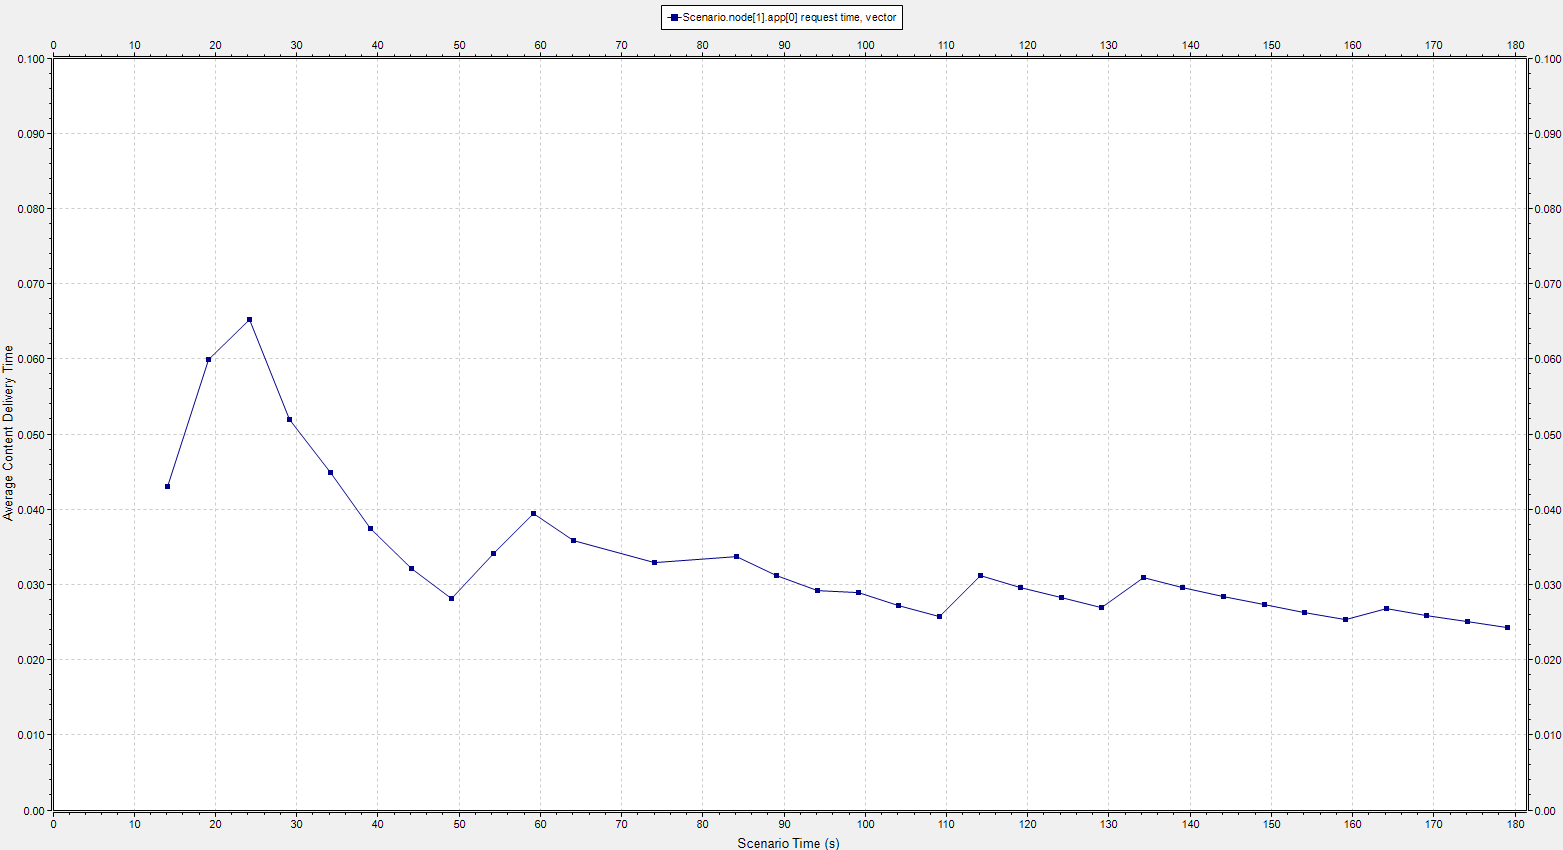 Scenario.node[1].app[0] request time, vector
0 10 20 30 40 50 60 70 80 90 100 110 120 130 140 150 160 170 180
0.100 0.100
0.090 0.090
0.080 0.080
0.070 0.070
0.060 0.060
0.050 0.050
0.040 0.040
0.030 0.030
0.020 0.020
0.010 0.010
0.00 0.00
Average Content Delivery Time
0 10 20 30 40 50 60 70 80 90 100 110 120 130 140 150 160 170 180
Scenario Time (s)